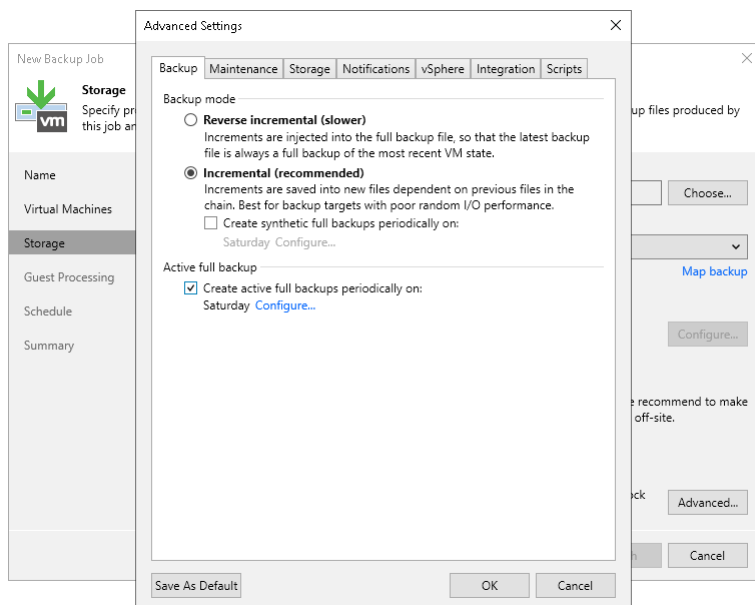 Advanced Settings
New Backup Job
Storage
Specify
this job
up files produced by
vm
Name
Virtual Machines
Storage
Guest Processing
Schedule
Summary
Backup Maintenance Storage Notifications vSphere Integration Scripts
Backup mode
Reverse incremental (slower)
Increments are injected into the full backup file, so that the latest backup
file is always a full backup of the most recent VM state.
Incremental (recommended)
Increments are saved into new files dependent on previous files in the
chain. Best for backup targets with poor random I/O performance.
Create synthetic full backups periodically on:
Saturday Configure...
Active full backup
Create active full backups periodically on:
Saturday Configure...
Choose...
Map backup
Configure...
recommend to make
off-site.
Advanced...
Cancel
Save As Default
OK
Cancel